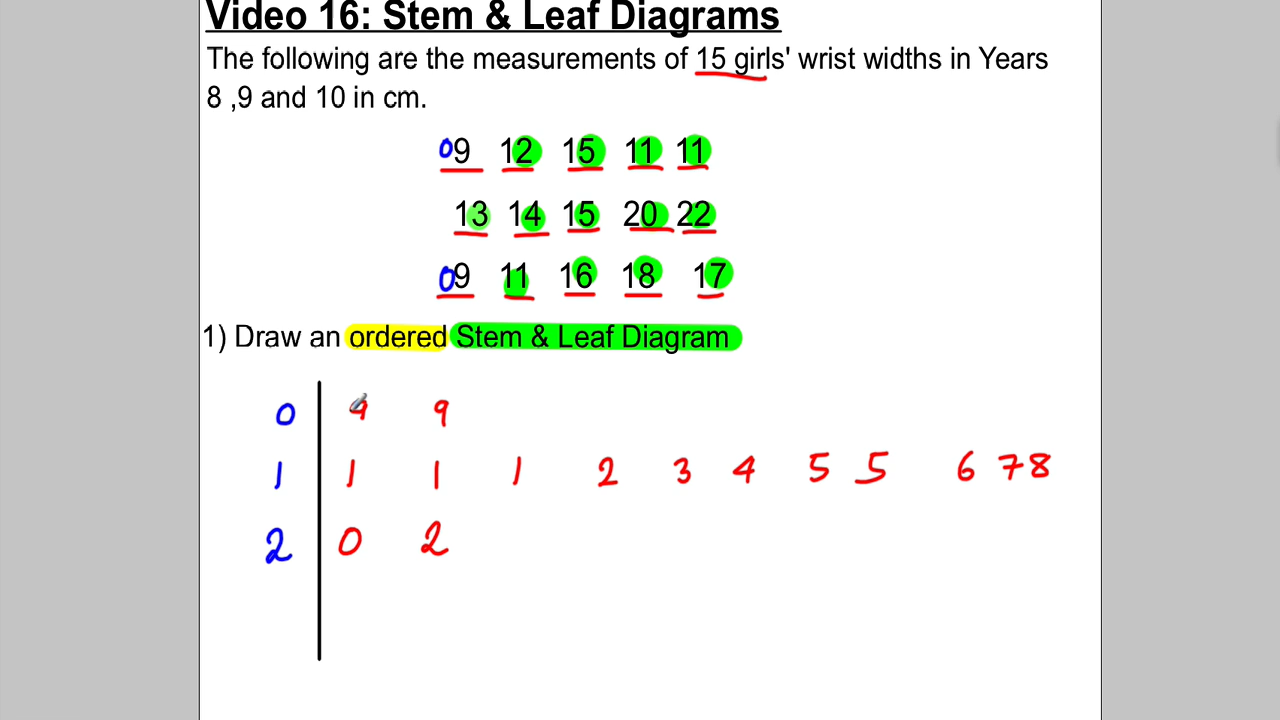 Video 16: Stem & Leaf Diagrams
The following are the measurements of 15 girls' wrist widths in Years
8 ,9 and 10 in cm.
09 12 15 11 11
13 14 15 20 22
09 11 16 18 17
1) Draw an ordered Stem & Leaf Diagram
0 9 9
1 1 1 1 2 3 4 5 5 6 7 8
2 0 2